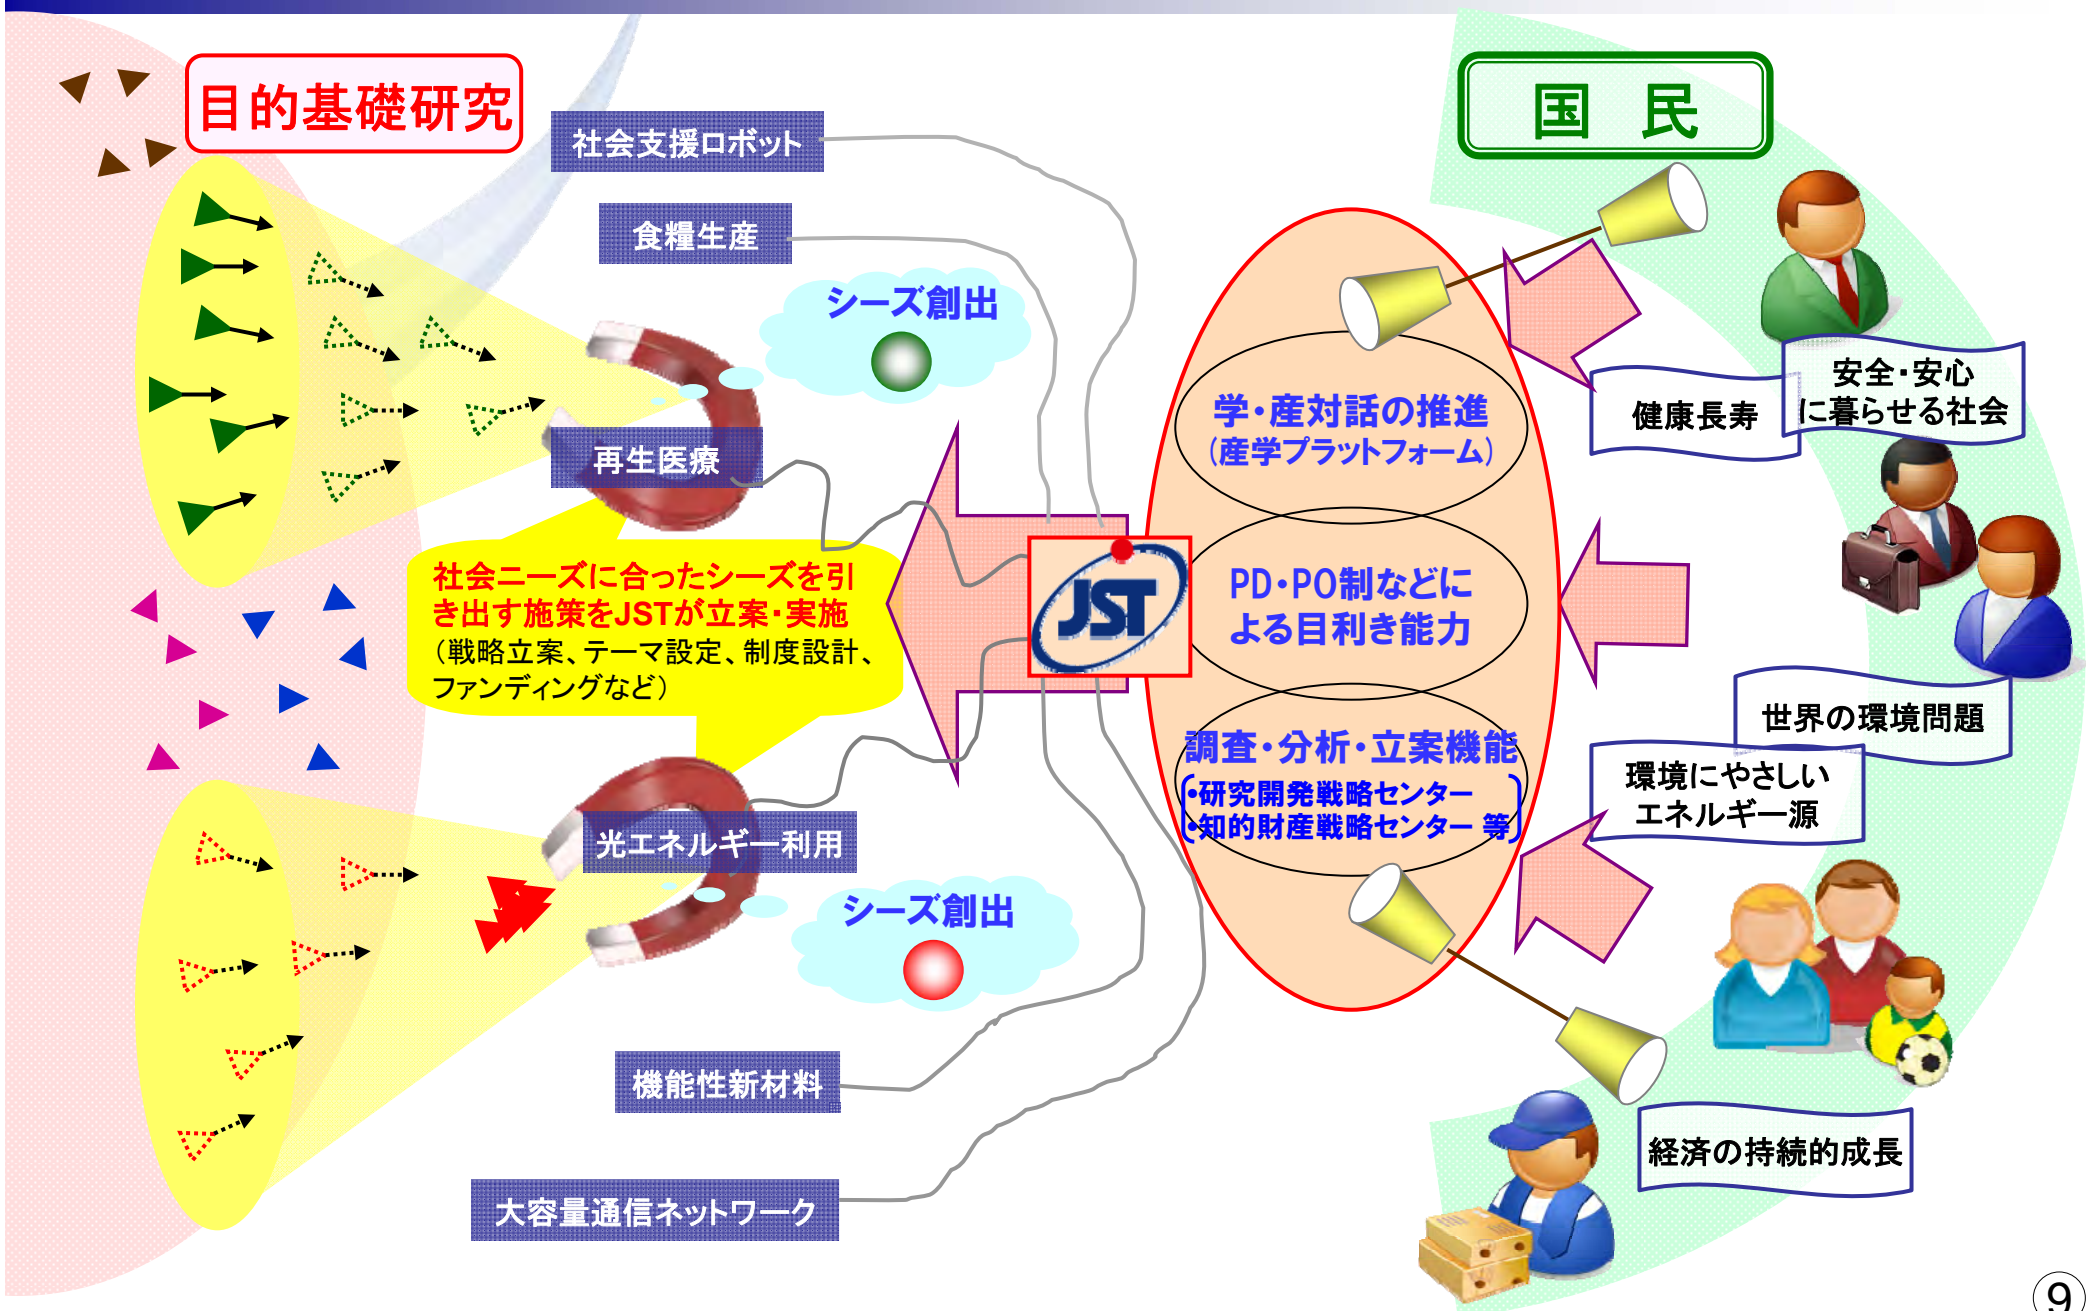 目的基礎研究
国 民
社会支援ロボット
食糧生産
シーズ創出
再生医療
社会ニーズに合ったシーズを引
き出す施策をJSTが立案・実施
（戦略立案、テーマ設定、制度設計、
ファンディングなど）
光エネルギー利用
シーズ創出
機能性新材料
大容量通信ネットワーク
JST
学・産対話の推進
（産学プラットフォーム）
PD・PO制などに
よる目利き能力
調査・分析・立案機能
・研究開発戦略センター
・知的財産戦略センター 等
健康長寿
安全・安心
に暮らせる社会
世界の環境問題
環境にやさしい
エネルギー源
経済の持続的成長
⑨